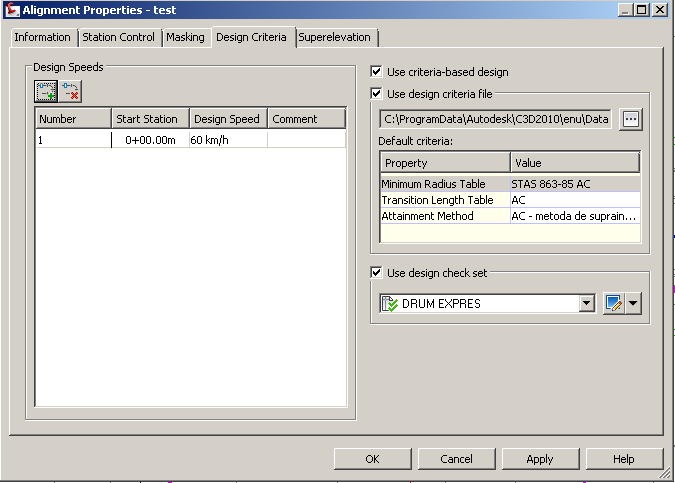 Alignment Properties - test
Information
Station Control
Masking
Design Criteria
Superelevation
Design Speeds
Number Start Station Design Speed Comment
1 0+00.00m 60 km/h
Use criteria-based design
Use design criteria file
C:\ProgramData\Autodesk\C3D2010\enu\Data
...
Default criteria:
Property Value
Minimum Radius Table STAS 863-85 AC
Transition Length Table AC
Attainment Method AC - metoda de suprain...
Use design check set
DRUM EXPRES
OK
Cancel
Apply
Help